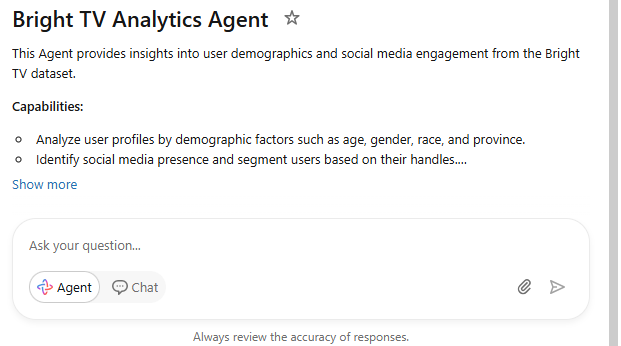 Bright TV Analytics Agent
This Agent provides insights into user demographics and social media engagement from the Bright
TV dataset.
Capabilities:
Analyze user profiles by demographic factors such as age, gender, race, and province.
Identify social media presence and segment users based on their handles....
Show more
Ask your question...
Agent Chat
Always review the accuracy of responses.